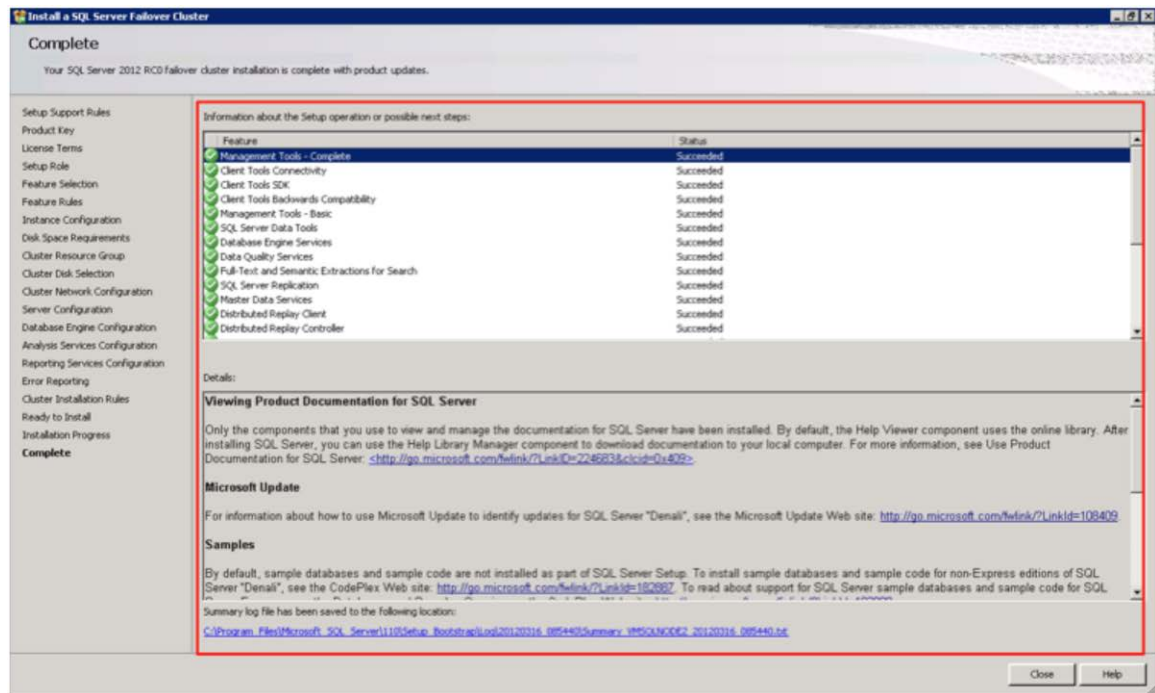 Install a SQL Server Failover Cluster
Complete
Your SQL Server 2012 RC0 failover cluster installation is complete with product updates.
Setup Support Rules
Product Key
License Terms
Setup Role
Feature Selection
Feature Rules
Instance Configuration
Disk Space Requirements
Cluster Resource Group
Cluster Disk Selection
Cluster Network Configuration
Server Configuration
Database Engine Configuration
Analysis Services Configuration
Reporting Services Configuration
Error Reporting
Cluster Installation Rules
Ready to Install
Installation Progress
Complete
Information about the Setup operation or possible next steps:
Feature Status
Management Tools - Complete Succeeded
Client Tools Connectivity Succeeded
Client Tools SDK Succeeded
Client Tools Backwards Compatibility Succeeded
Management Tools - Basic Succeeded
SQL Server Data Tools Succeeded
Database Engine Services Succeeded
Data Quality Services Succeeded
Full-Text and Semantic Extractions for Search Succeeded
SQL Server Replication Succeeded
Master Data Services Succeeded
Distributed Replay Client Succeeded
Distributed Replay Controller Succeeded
Details:
Viewing Product Documentation for SQL Server
Only the components that you use to view and manage the documentation for SQL Server have been installed. By default, the Help Viewer component uses the online library. After
installing SQL Server, you can use the Help Library Manager component to download documentation to your local computer. For more information, see Use Product
Documentation for SQL Server: <http://go.microsoft.com/fwlink/?LinkID=224683&clcid=0x409>.
Microsoft Update
For information about how to use Microsoft Update to identify updates for SQL Server "Denali", see the Microsoft Update Web site: http://go.microsoft.com/fwlink/?LinkId=108409
Samples
By default, sample databases and sample code are not installed as part of SQL Server Setup. To install sample databases and sample code for non-Express editions of SQL
Server "Denali", see the CodePlex Web site: http://go.microsoft.com/fwlink/?LinkId=182887. To read about support for SQL Server sample databases and sample code for SQL
Summary log file has been saved to the following location:
C:\Program Files\Microsoft SQL Server\110\Setup Bootstrap\Log\20120316_085440\Summary_VMSQLNODE2_20120316_085440.txt
Close Help